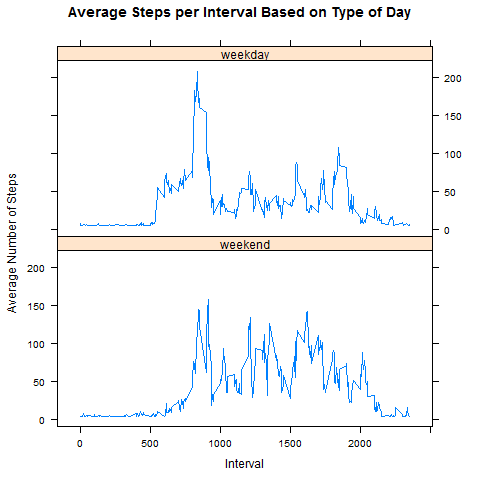 Average Steps per Interval Based on Type of Day
weekday
200
150
100
50
0
weekend
200
150
100
50
0
Average Number of Steps
0 500 1000 1500 2000
Interval